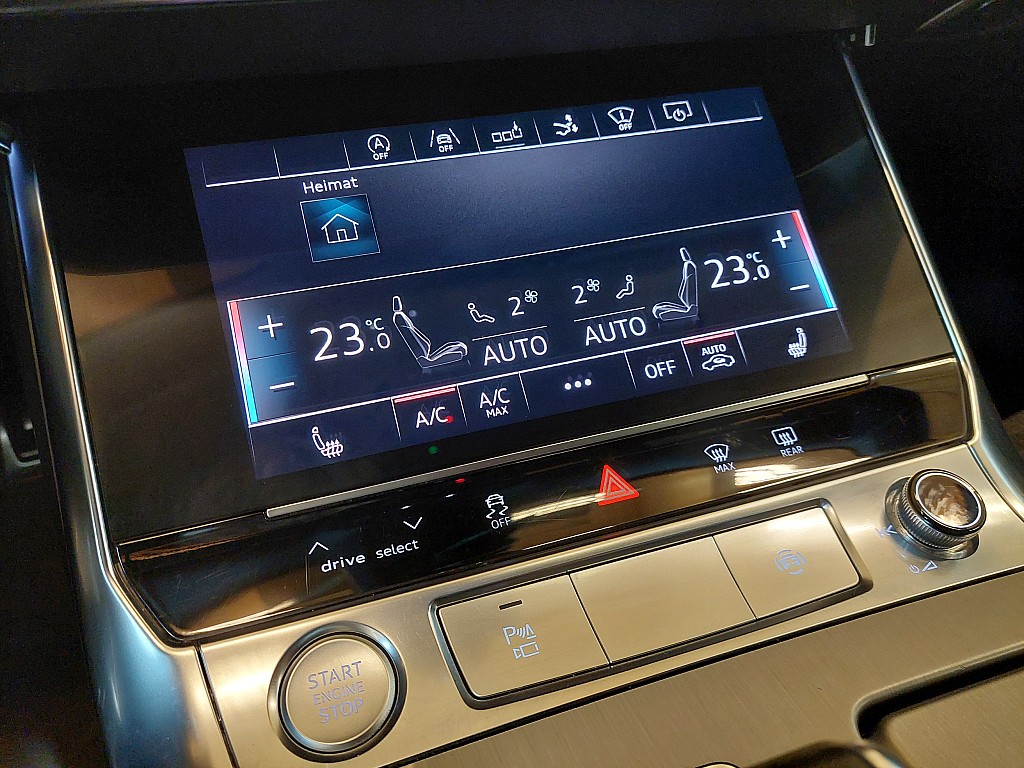 OFF
OFF
OFF
Heimat
23.0 °C
2
2
23.0 °C
AUTO
AUTO
A/C
A/C
MAX
OFF
AUTO
drive select
OFF
MAX
REAR
P
START
ENGINE
STOP